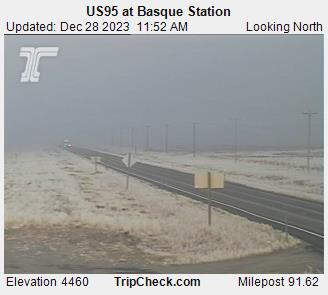 US95 at Basque Station
Updated: Dec 28 2023 11:52 AM Looking North
Elevation 4460 TripCheck.com Milepost 91.62